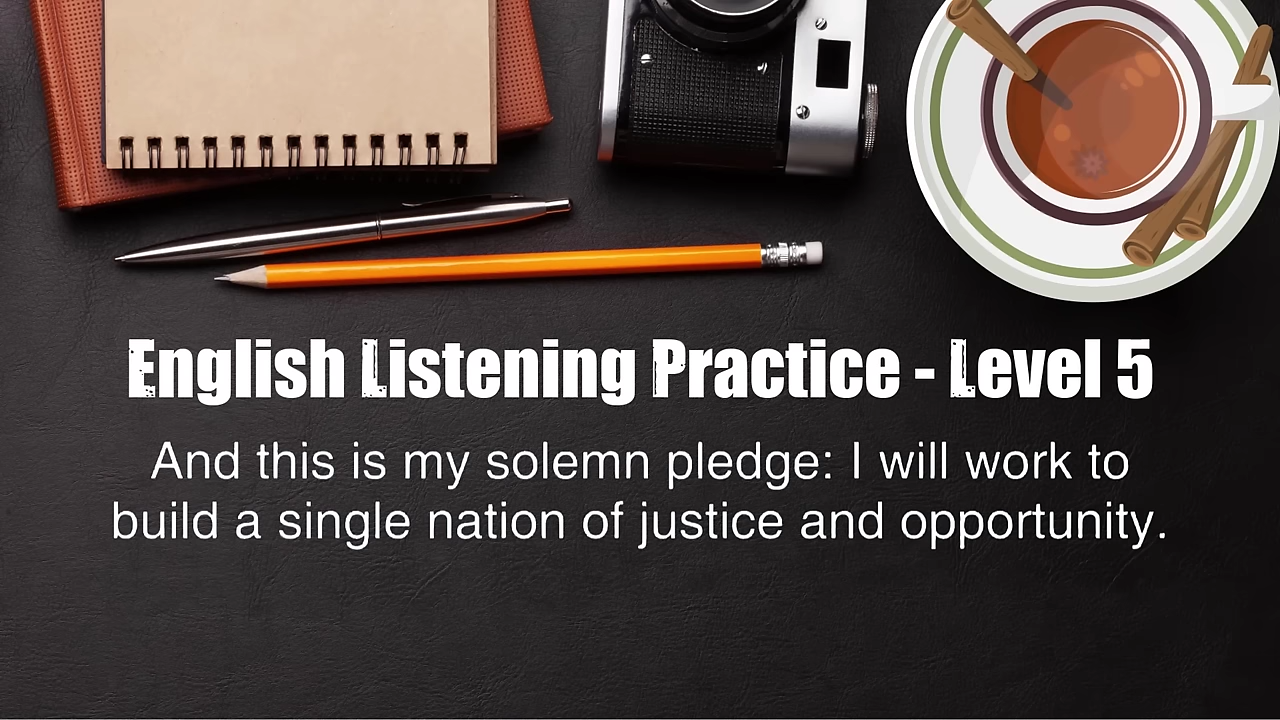 English Listening Practice - Level 5
And this is my solemn pledge: I will work to
build a single nation of justice and opportunity.